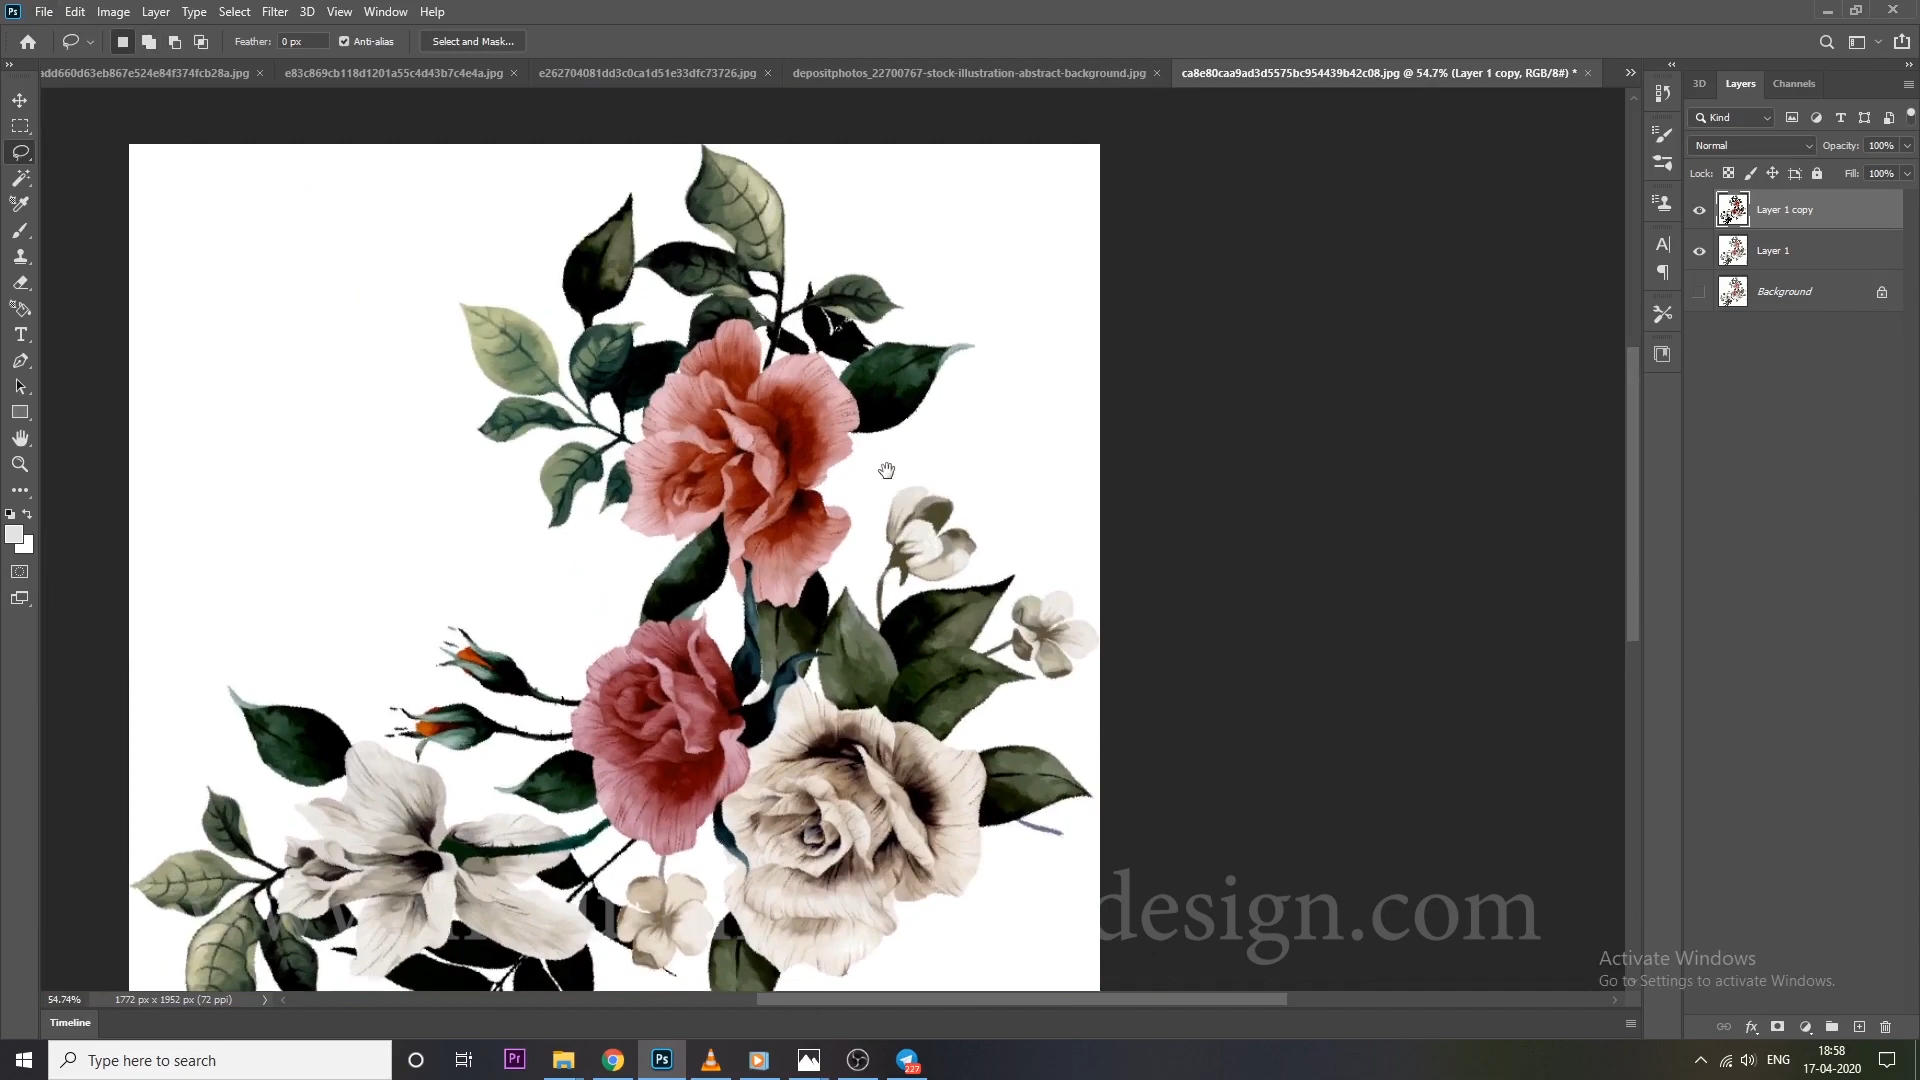 File Edit Image Layer Type Select Filter 3D View Window Help
Feather: 0 px Anti-alias Select and Mask...
add660d63eb867e524e84f374fcb28a.jpg × e83c869cb118d1201a55c4d43b7c4e4a.jpg × e262704081dd3c0ca1d51e33dfc73726.jpg × depositphotos_22700767-stock-illustration-abstract-background.jpg × ca8e80caa9ad3d5575bc954439b42c08.jpg @ 54.7% (Layer 1 copy, RGB/8#) * ×
3D Layers Channels
Kind
Normal Opacity: 100%
Lock: Fill: 100%
Layer 1 copy
Layer 1
Background
design.com
Activate Windows
Go to Settings to activate Windows.
54.74% 1772 px x 1952 px (72 ppi)
Timeline
Type here to search
Pr
Ps
227
ENG
18:58
17-04-2020